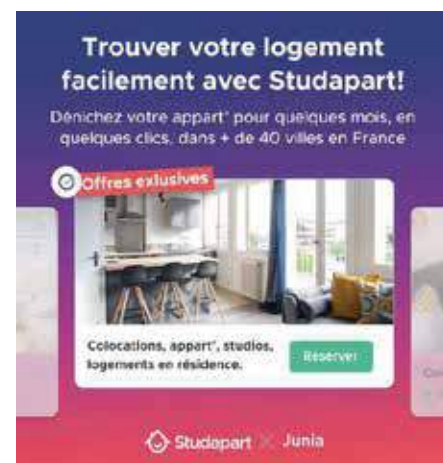 Trouver votre logement
facilement avec Studapart!
Dénichez votre appart' pour quelques mois, en
quelques clics, dans + de 40 villes en France
Offres exlusives
Colocations, appart', studios,
logements en résidence.
Réserver
Studapart × Junia